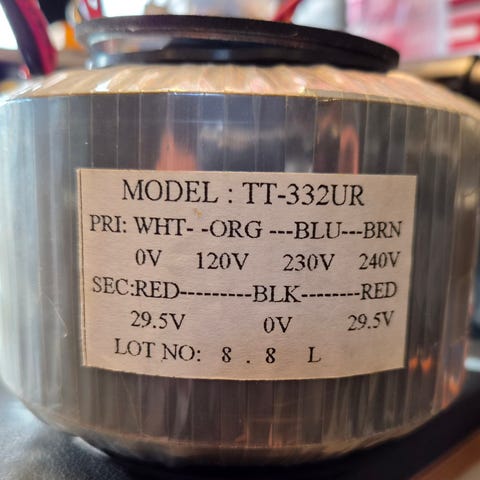 MODEL : TT-332UR
PRI: WHT- -ORG ---BLU---BRN
0V 120V 230V 240V
SEC:RED---------BLK--------RED
29.5V 0V 29.5V
LOT NO: 8 . 8 L